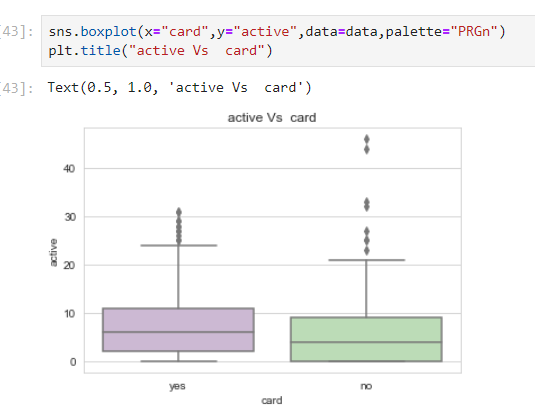 [43]: sns.boxplot(x="card",y="active",data=data,palette="PRGn")
plt.title("active Vs  card")
[43]: Text(0.5, 1.0, 'active Vs  card')
active Vs  card
40
30
20
10
0
active
yes no
card